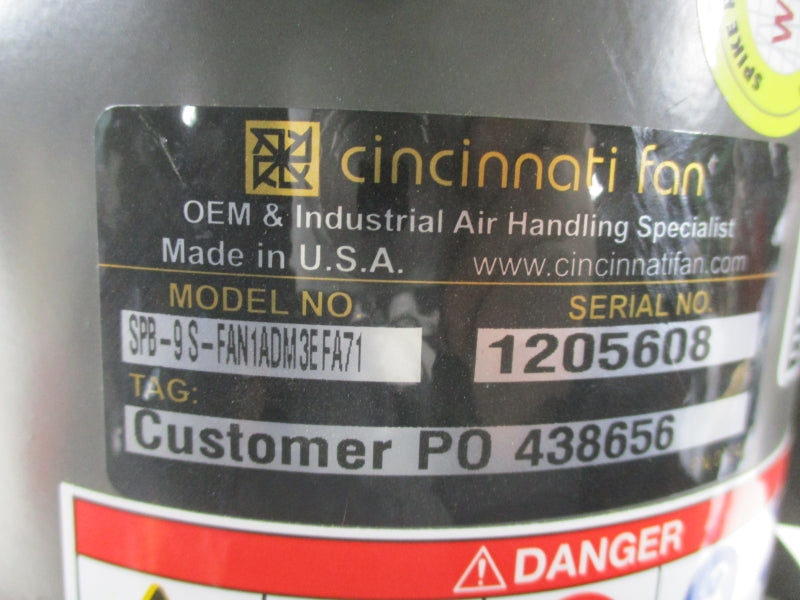 SPIKE
cincinnati fan
OEM & Industrial Air Handling Specialist
Made in U.S.A. www.cincinnatifan.com
MODEL NO SERIAL NO.
SPB-9 S-FAN1ADM3EFA71 1205608
TAG:
Customer PO 438656
DANGER